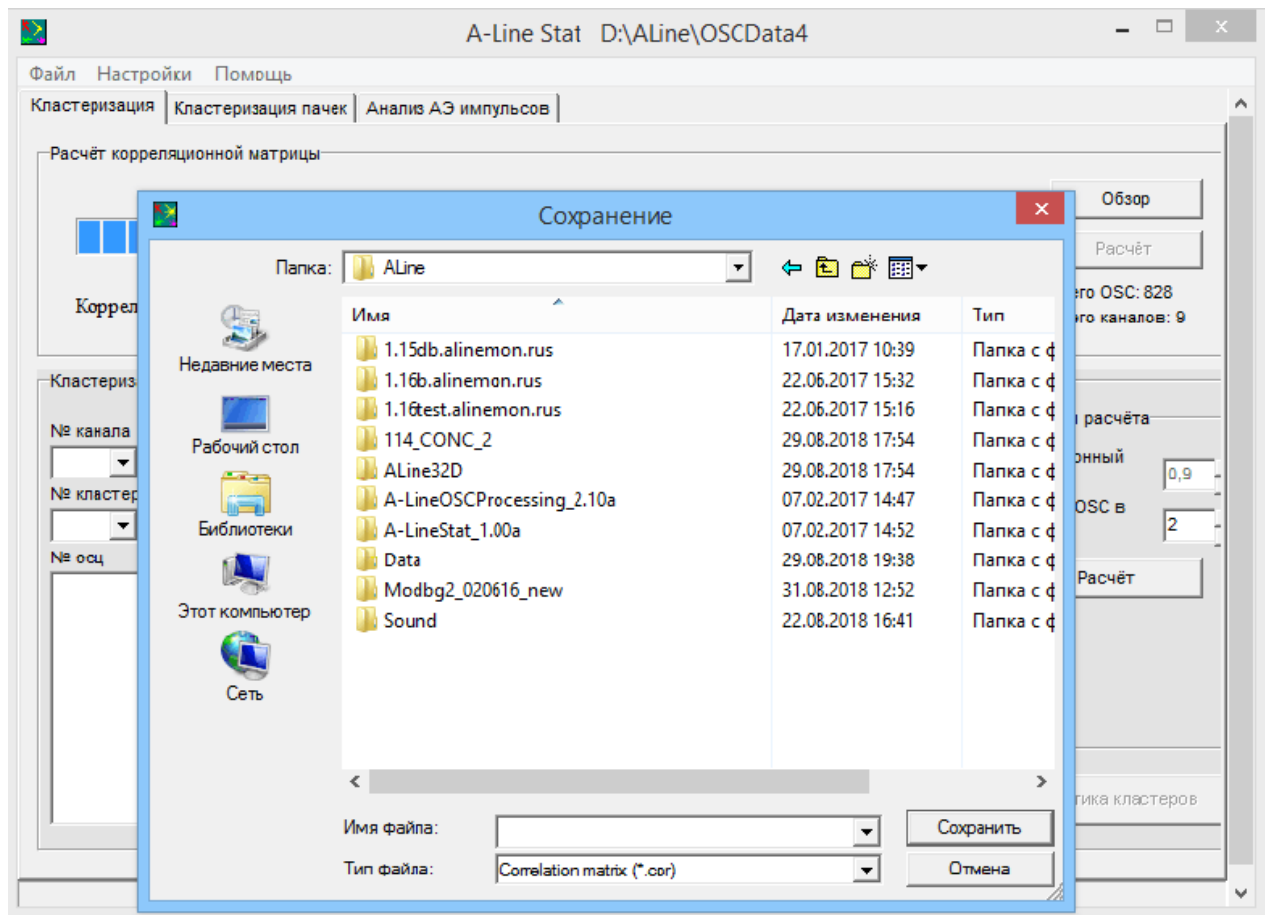 A-Line Stat D:\ALine\OSCData4
Файл Настройки Помощь
Кластеризация Кластеризация пачек Анализ АЭ импульсов
Расчёт корреляционной матрицы
Обзор
Расчёт
его OSC: 828
его каналов: 9
Коррел
Кластериз
№ канала
№ кластер
№ осц
расчёта
онный
0,9
OSC в
2
Расчёт
тика кластеров
Сохранение
Папка: ALine
Недавние места
Рабочий стол
Библиотеки
Этот компьютер
Сеть
Имя Дата изменения Тип
1.15db.alinemon.rus 17.01.2017 10:39 Папка с ф
1.16b.alinemon.rus 22.06.2017 15:32 Папка с ф
1.16test.alinemon.rus 22.06.2017 15:16 Папка с ф
114_CONC_2 29.08.2018 17:54 Папка с ф
ALine32D 29.08.2018 17:54 Папка с ф
A-LineOSCProcessing_2.10a 07.02.2017 14:47 Папка с ф
A-LineStat_1.00a 07.02.2017 14:52 Папка с ф
Data 29.08.2018 19:38 Папка с ф
Modbg2_020616_new 31.08.2018 12:52 Папка с ф
Sound 22.08.2018 16:41 Папка с ф
Имя файла:
Сохранить
Тип файла: Correlation matrix (*.cor)
Отмена